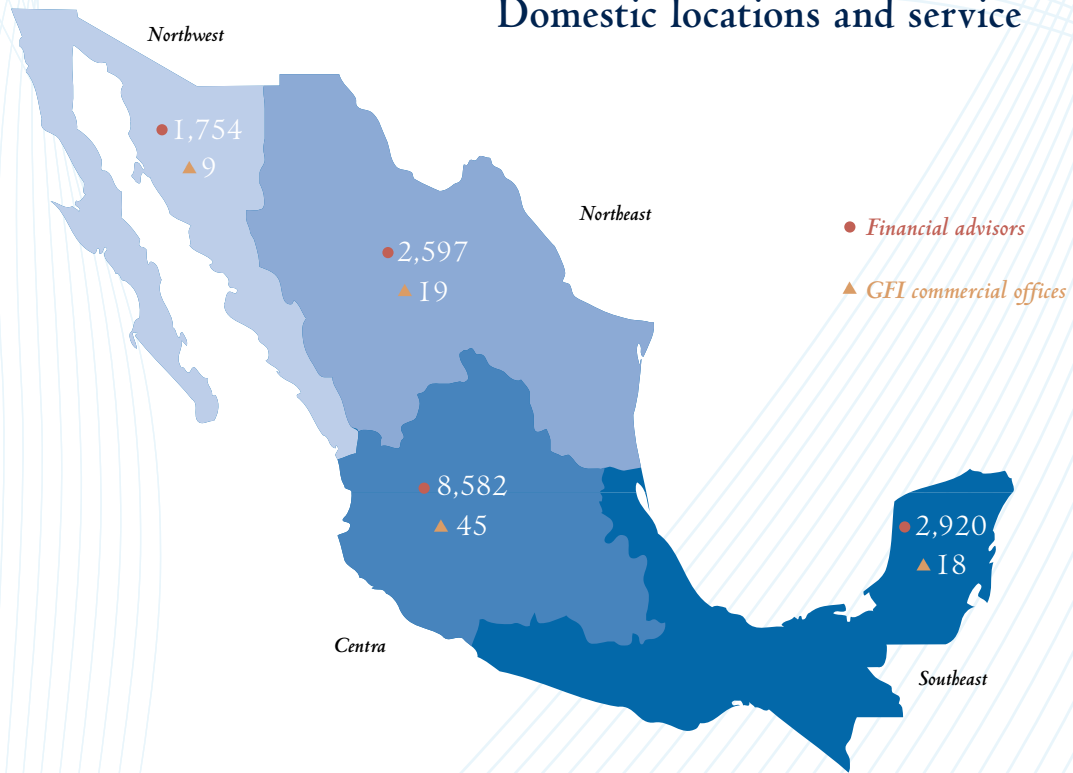 Domestic locations and service
Northwest
1,754
9
Northeast
2,597
19
Financial advisors
GFI commercial offices
8,582
45
2,920
18
Centra
Southeast